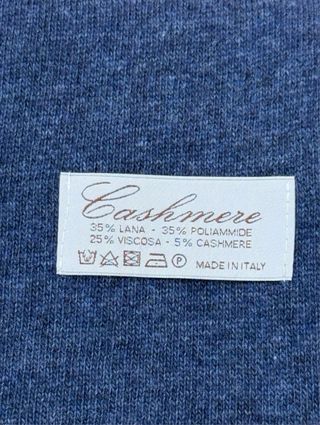 Cashmere
35% LANA - 35% POLIAMMIDE
25% VISCOSA - 5% CASHMERE
P MADE IN ITALY